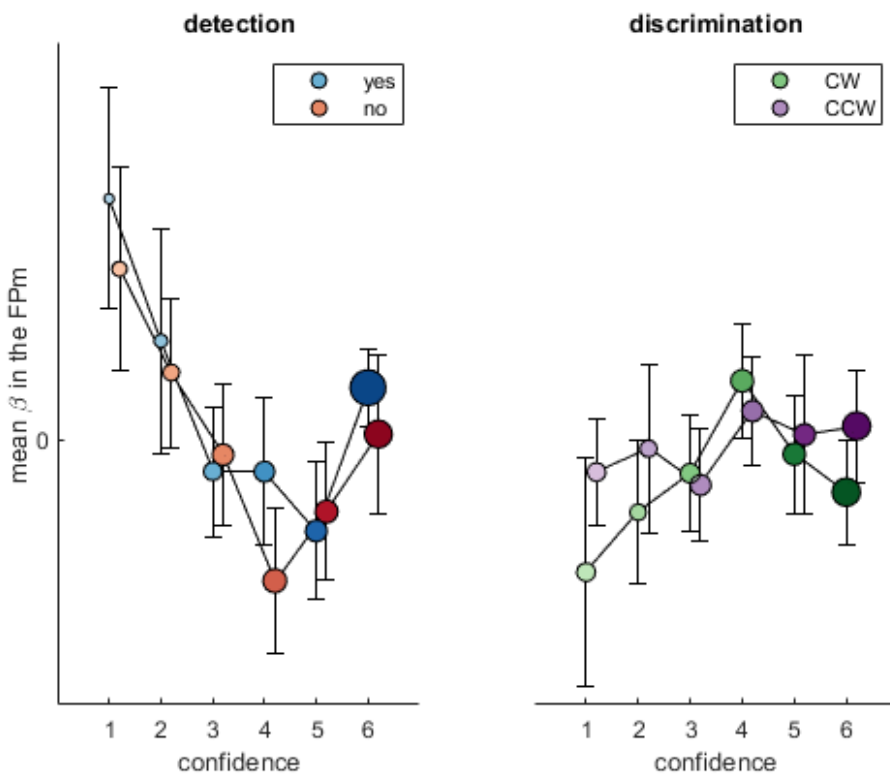 detection
yes
no
mean β in the FPm
0
1 2 3 4 5 6
confidence
discrimination
CW
CCW
1 2 3 4 5 6
confidence